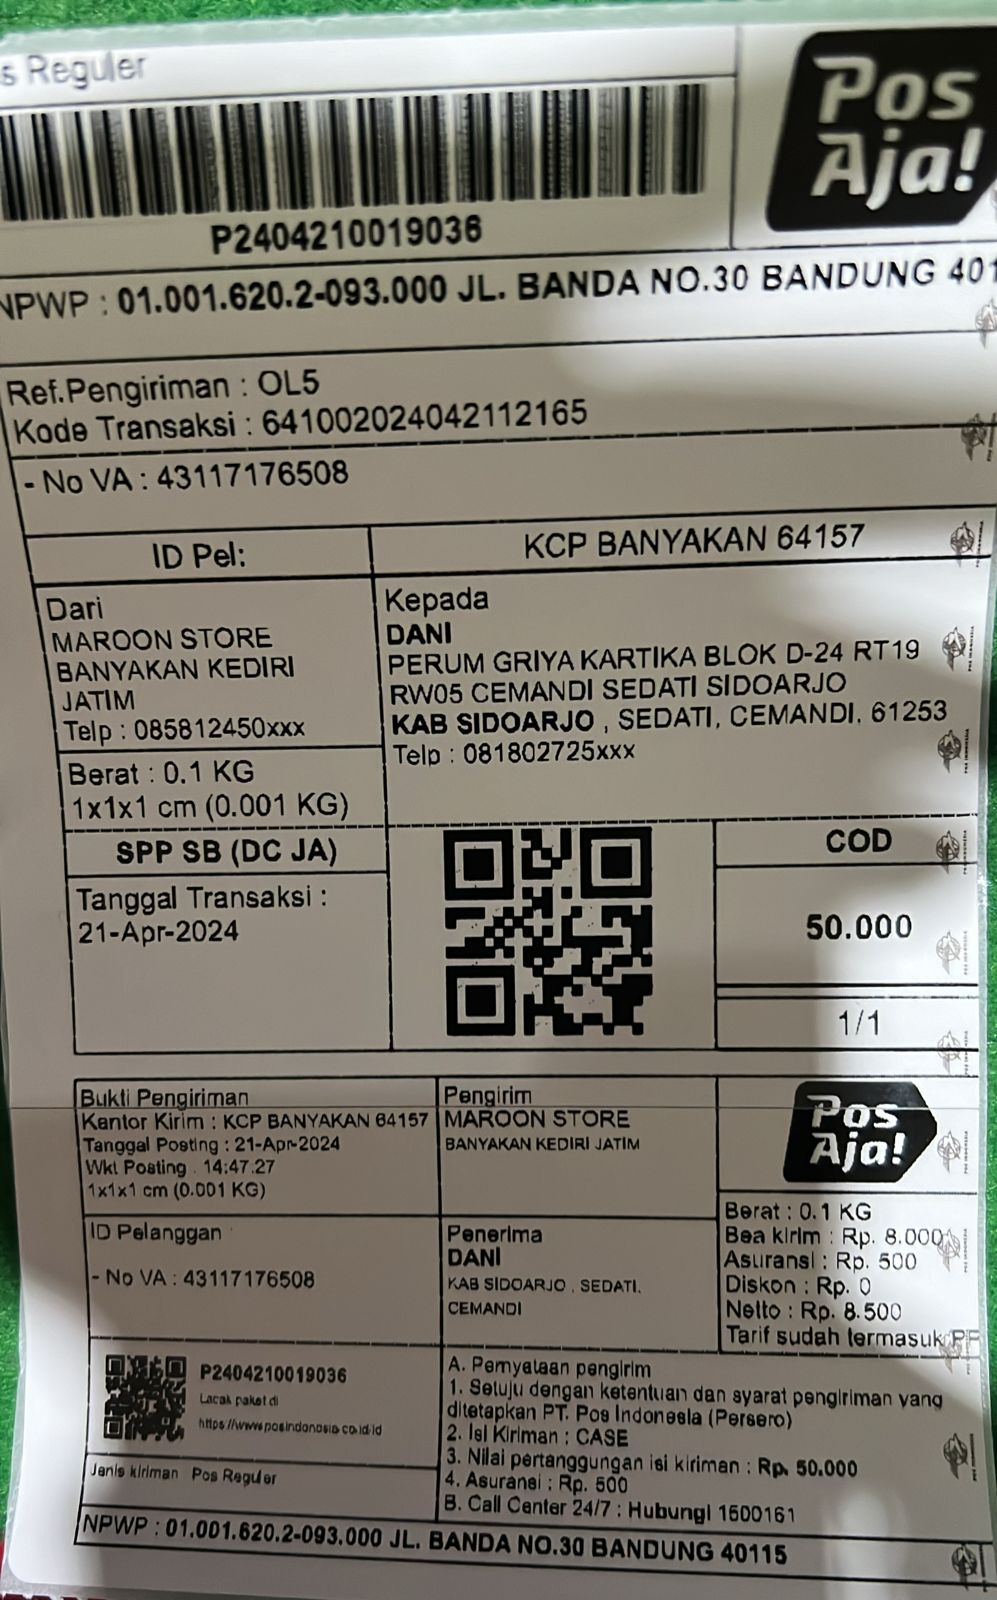 s Reguler
Pos
Aja!
P2404210019036
NPWP : 01.001.620.2-093.000 JL. BANDA NO.30 BANDUNG 401
Ref.Pengiriman : OL5
Kode Transaksi : 641002024042112165
- No VA : 43117176508
ID Pel:
KCP BANYAKAN 64157
Dari
MAROON STORE
BANYAKAN KEDIRI
JATIM
Telp : 085812450xxx
Kepada
DANI
PERUM GRIYA KARTIKA BLOK D-24 RT19
RW05 CEMANDI SEDATI SIDOARJO
KAB SIDOARJO , SEDATI, CEMANDI. 61253
Telp : 081802725xxx
Berat : 0.1 KG
1x1x1 cm (0.001 KG)
SPP SB (DC JA)
Tanggal Transaksi :
21-Apr-2024
COD
50.000
1/1
Bukti Pengiriman
Kantor Kirim : KCP BANYAKAN 64157
Tanggal Posting : 21-Apr-2024
Wkt Posting . 14:47.27
1x1x1 cm (0.001 KG)
Pengirim
MAROON STORE
BANYAKAN KEDIRI JATIM
Pos
Aja!
ID Pelanggan
- No VA : 43117176508
Penerima
DANI
KAB SIDOARJO , SEDATI,
CEMANDI
Berat : 0.1 KG
Bea kirim : Rp. 8.000
Asuransi : Rp. 500
Diskon : Rp. 0
Netto : Rp. 8.500
Tarif sudah termasuk PP
P2404210019036
Lacak paket di
https://www.posindonesia.co.id/id
Jenis kiriman Pos Reguler
A. Pernyataan pengirim
1. Setuju dengan ketentuan dan syarat pengiriman yang
ditetapkan PT. Pos Indonesia (Persero)
2. Isi Kiriman : CASE
3. Nilai pertanggungan isi kiriman : Rp. 50.000
4. Asuransi : Rp. 500
B. Call Center 24/7 : Hubungi 1500161
NPWP : 01.001.620.2-093.000 JL. BANDA NO.30 BANDUNG 40115